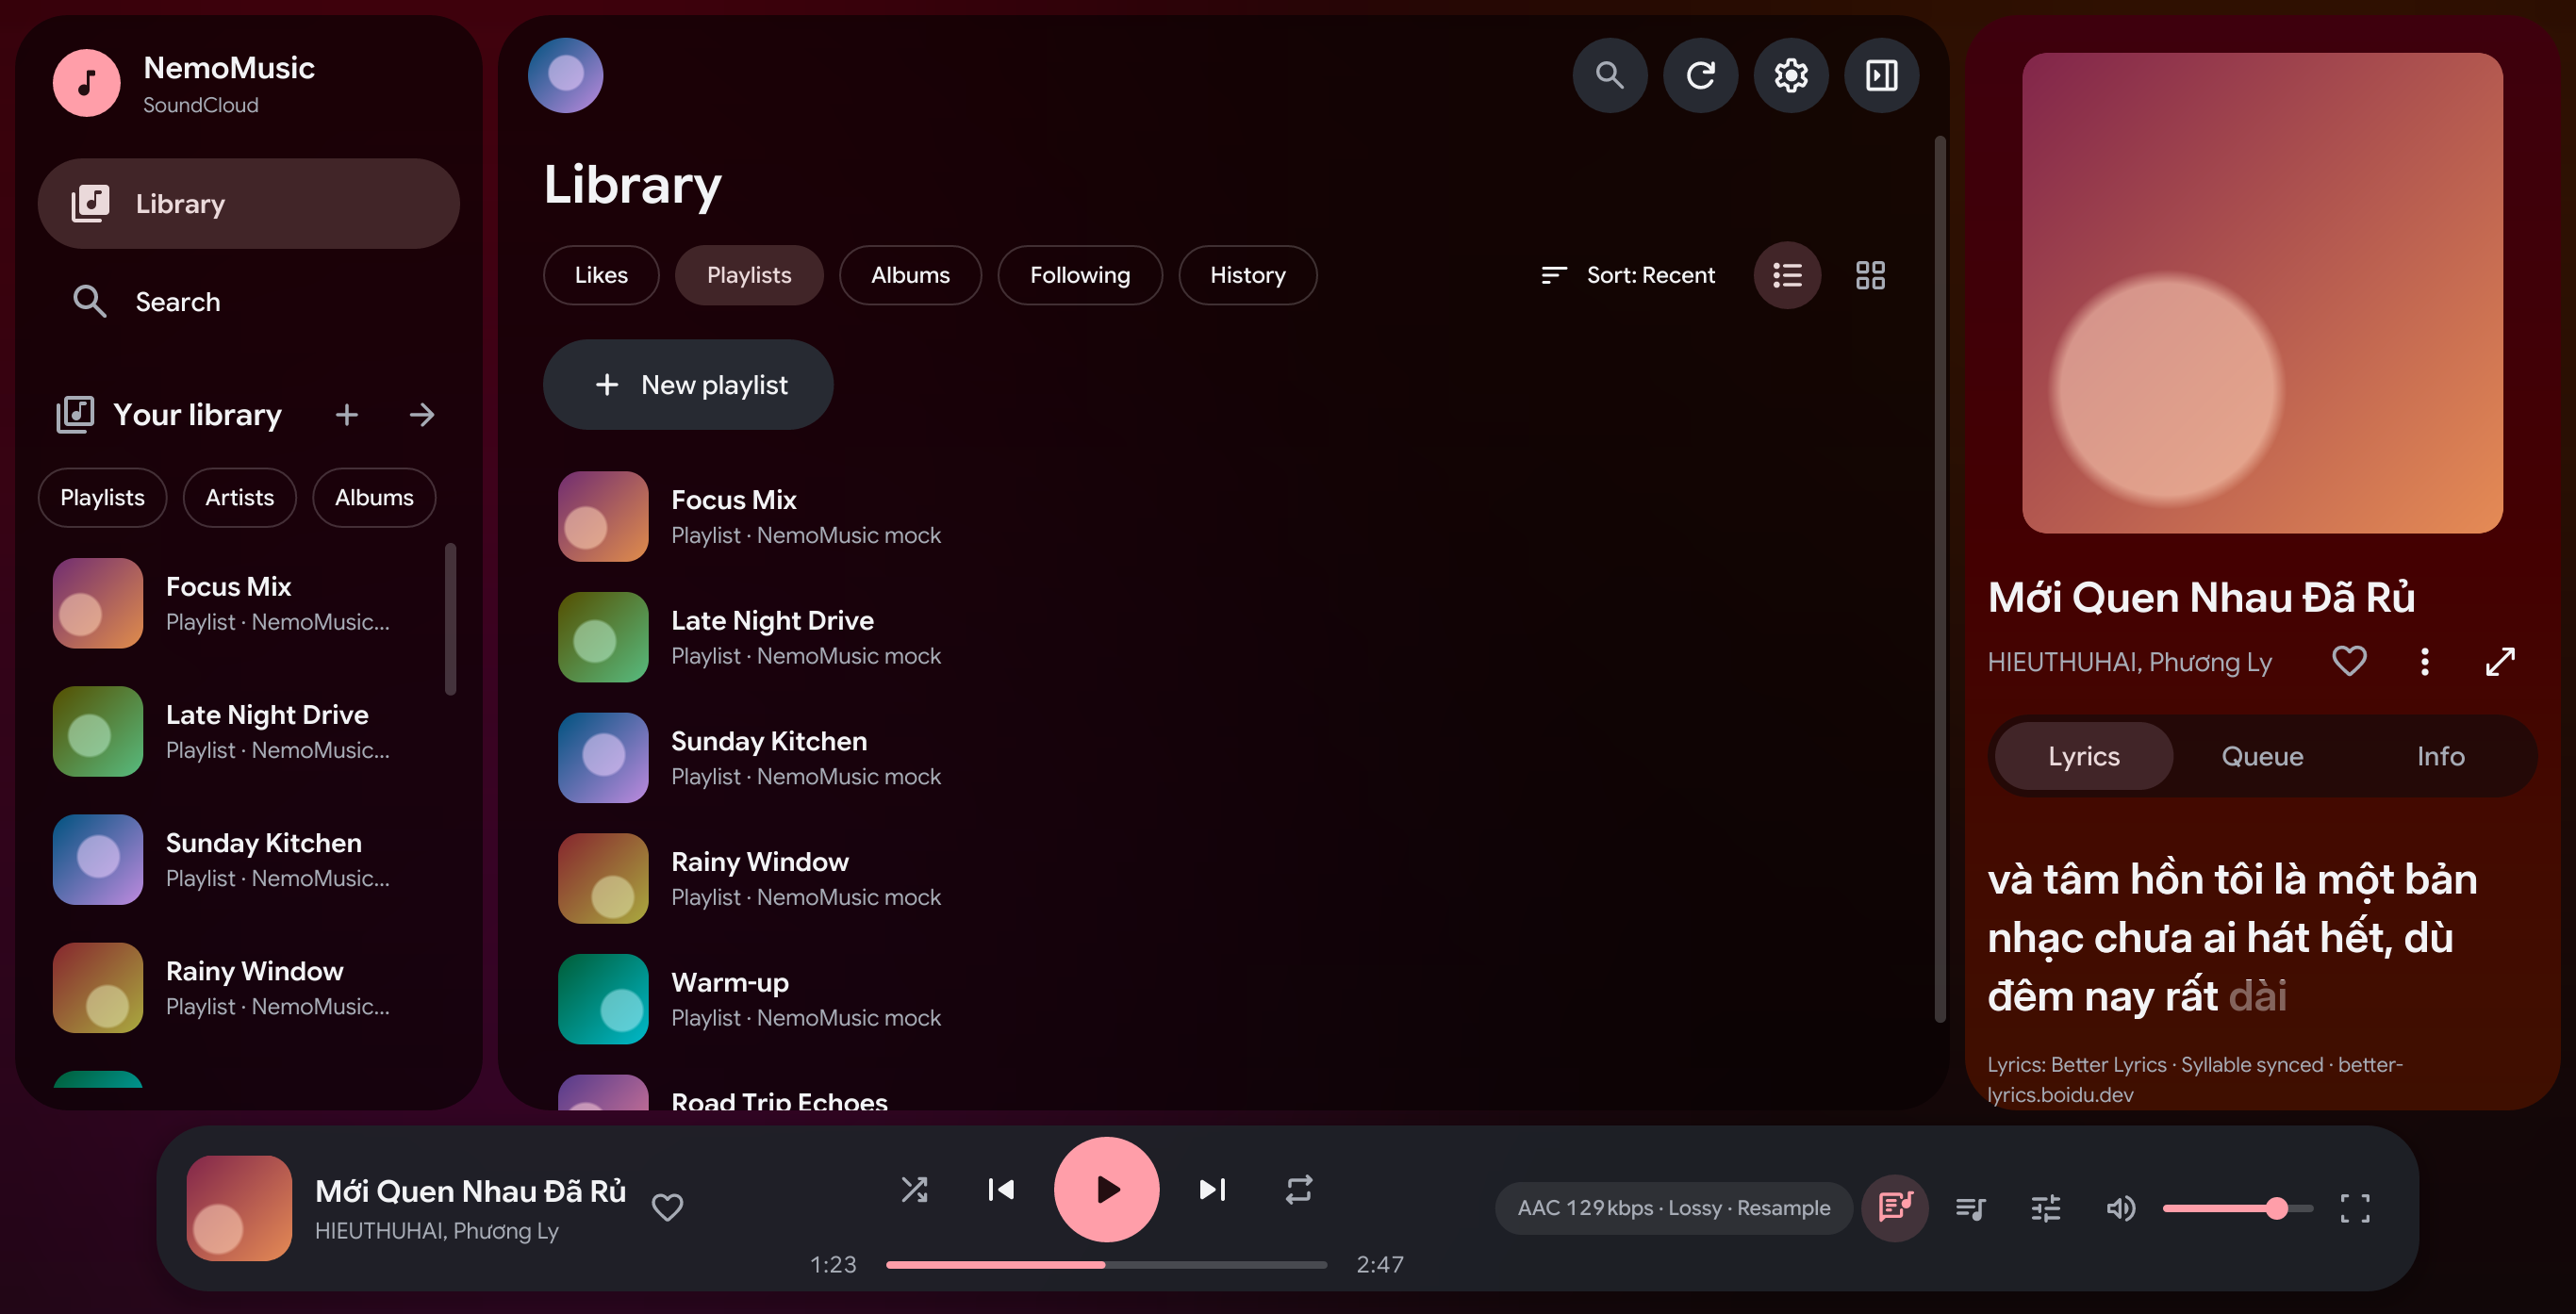 NemoMusic
SoundCloud
Library
Search
Your library
Playlists
Artists
Albums
Focus Mix
Playlist · NemoMusic...
Late Night Drive
Playlist · NemoMusic...
Sunday Kitchen
Playlist · NemoMusic...
Rainy Window
Playlist · NemoMusic...
Library
Likes
Playlists
Albums
Following
History
Sort: Recent
New playlist
Focus Mix
Playlist · NemoMusic mock
Late Night Drive
Playlist · NemoMusic mock
Sunday Kitchen
Playlist · NemoMusic mock
Rainy Window
Playlist · NemoMusic mock
Warm-up
Playlist · NemoMusic mock
Road Trip Echoes
Mới Quen Nhau Đã Rủ
HIEUTHUHAI, Phương Ly
Lyrics
Queue
Info
và tâm hồn tôi là một bản
nhạc chưa ai hát hết, dù
đêm nay rất dài
Lyrics: Better Lyrics · Syllable synced · better-
lyrics.boidu.dev
Mới Quen Nhau Đã Rủ
HIEUTHUHAI, Phương Ly
1:23
2:47
AAC 129 kbps · Lossy · Resample